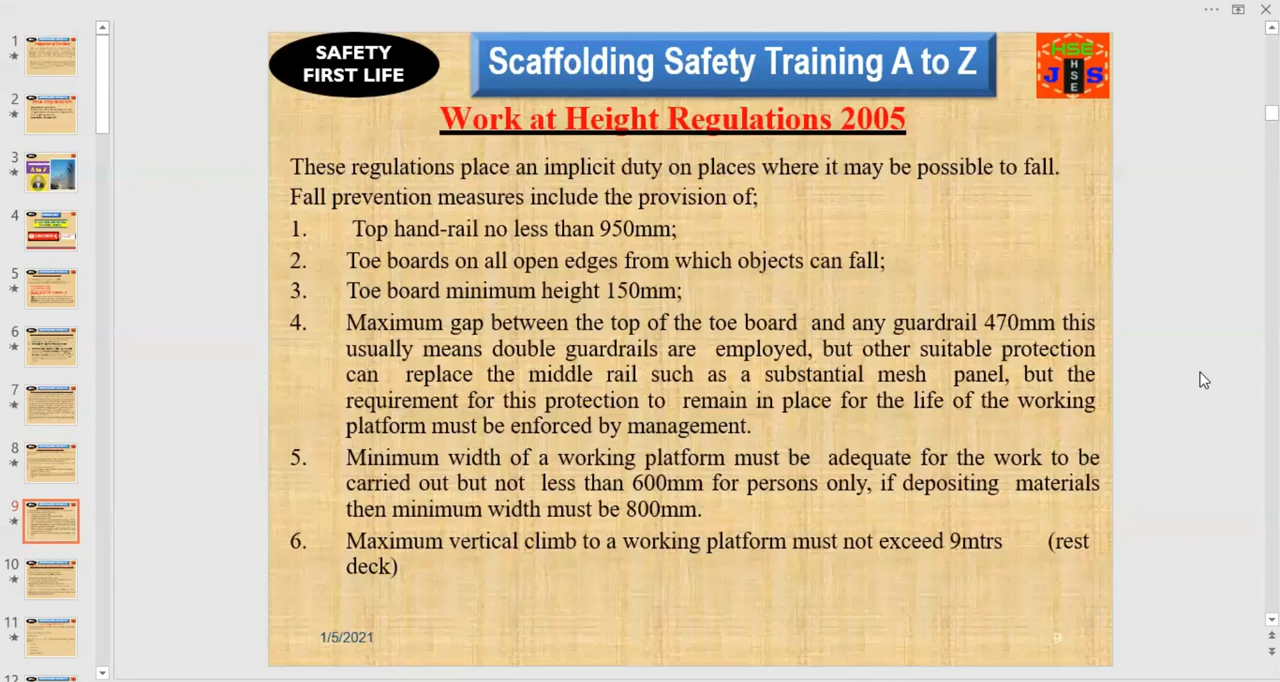 SAFETY
FIRST LIFE
Scaffolding Safety Training A to Z
HSE
J HSE S
Work at Height Regulations 2005
These regulations place an implicit duty on places where it may be possible to fall.
Fall prevention measures include the provision of;
1. Top hand-rail no less than 950mm;
2. Toe boards on all open edges from which objects can fall;
3. Toe board minimum height 150mm;
4. Maximum gap between the top of the toe board and any guardrail 470mm this
usually means double guardrails are employed, but other suitable protection
can replace the middle rail such as a substantial mesh panel, but the
requirement for this protection to remain in place for the life of the working
platform must be enforced by management.
5. Minimum width of a working platform must be adequate for the work to be
carried out but not less than 600mm for persons only, if depositing materials
then minimum width must be 800mm.
6. Maximum vertical climb to a working platform must not exceed 9mtrs (rest
deck)
1/5/2021
9
1
2
3
A to Z
4
5
6
7
8
9
10
11
12